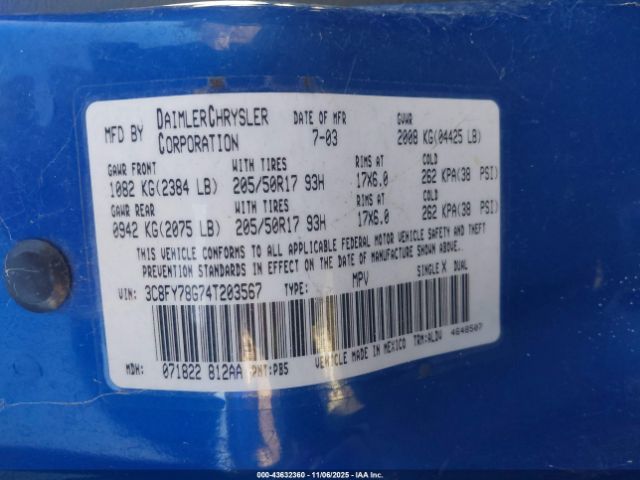 MFD BY DAIMLERCHRYSLER CORPORATION DATE OF MFR 7-03 GVWR 2008 KG(04425 LB)
GAWR FRONT WITH TIRES RIMS AT COLD
1082 KG(2384 LB) 205/50R17 93H 17X6.0 262 KPA(38 PSI)
GAWR REAR WITH TIRES RIMS AT COLD
0942 KG(2075 LB) 205/50R17 93H 17X6.0 262 KPA(38 PSI)
THIS VEHICLE CONFORMS TO ALL APPLICABLE FEDERAL MOTOR VEHICLE SAFETY AND THEFT
PREVENTION STANDARDS IN EFFECT ON THE DATE OF MANUFACTURE SHOWN ABOVE.
VIN: 3C8FY78G74T203567 TYPE: MPV SINGLE X DUAL
MDH: 071822 812AA PNT:PB5 VEHICLE MADE IN MEXICO TRM:ALDV 4648507
000-43632360 - 11/06/2025 - IAA Inc.